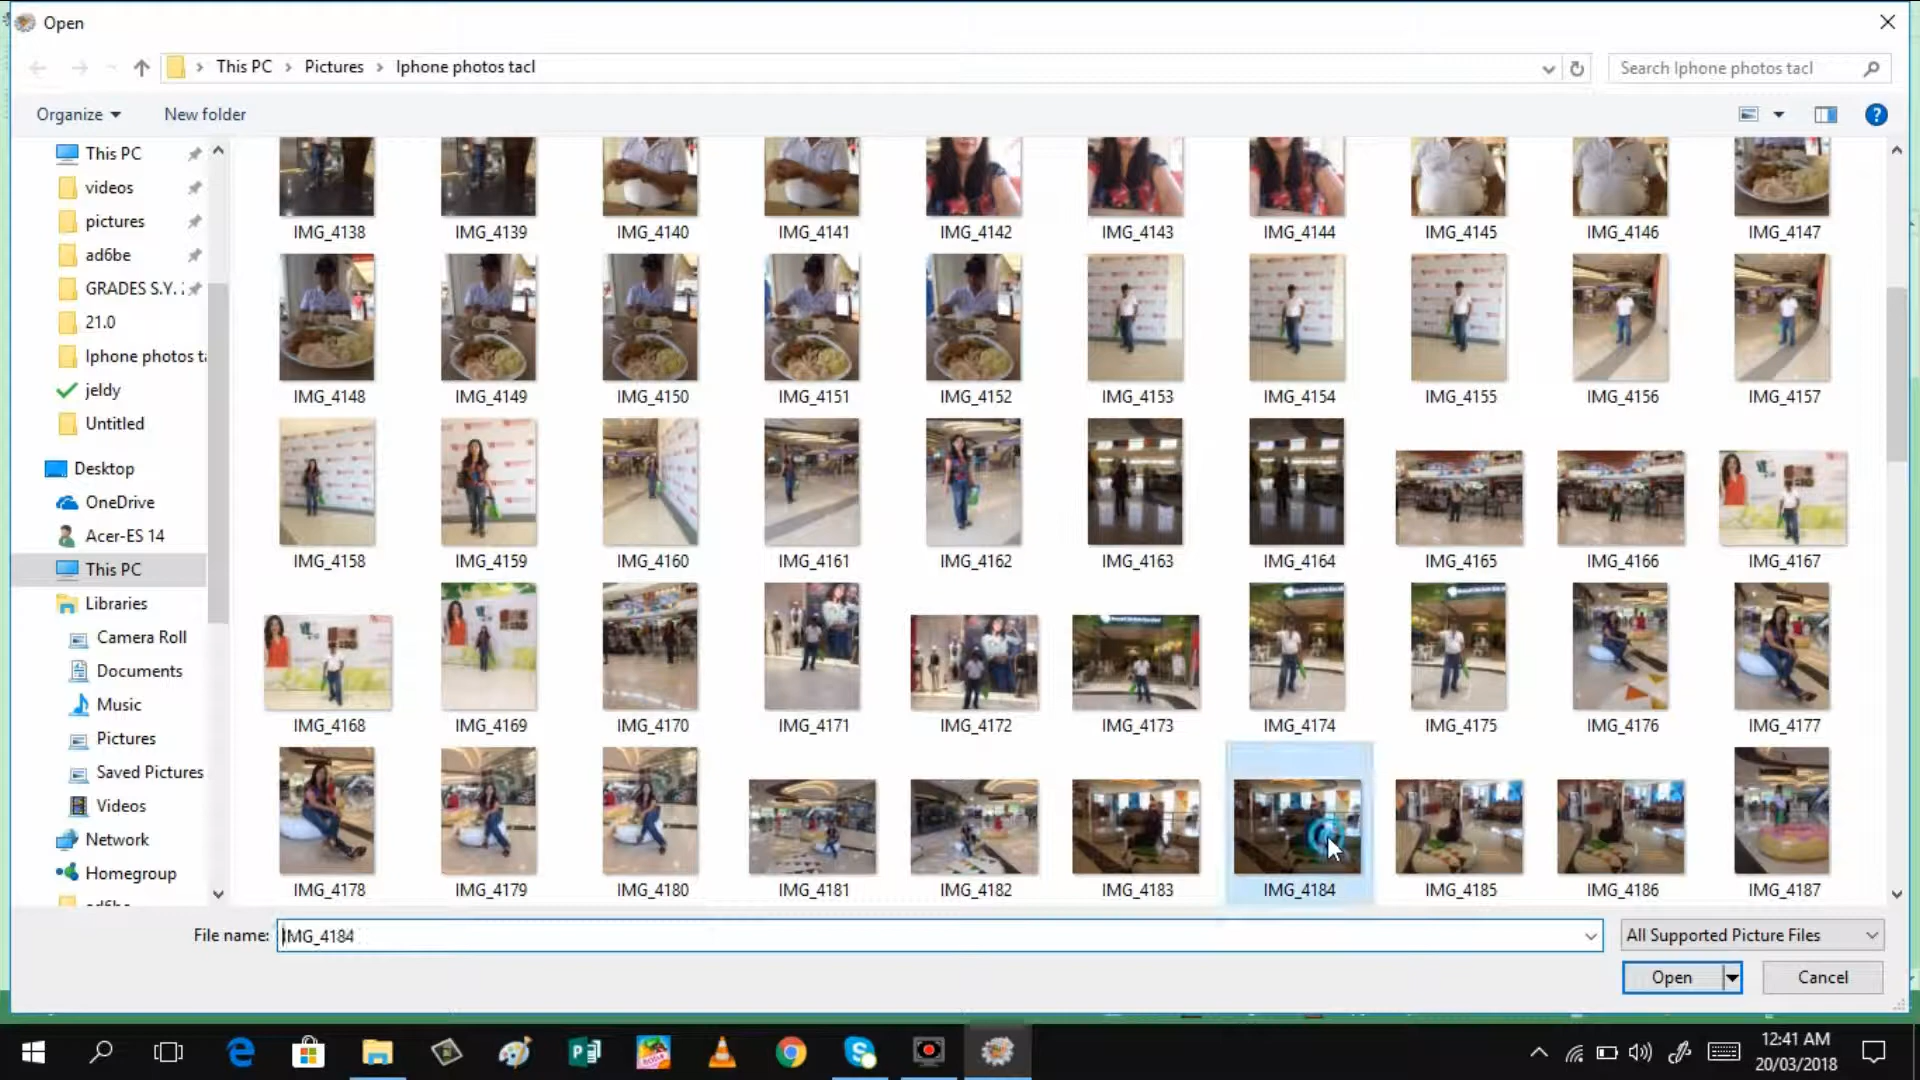 Open
This PC > Pictures > Iphone photos tacl
Search Iphone photos tacl
Organize
New folder
This PC
videos
pictures
ad6be
GRADES S.Y. 2
21.0
Iphone photos ta
jeldy
Untitled
Desktop
OneDrive
Acer-ES 14
This PC
Libraries
Camera Roll
Documents
Music
Pictures
Saved Pictures
Videos
Network
Homegroup
IMG_4138 IMG_4139 IMG_4140 IMG_4141 IMG_4142 IMG_4143 IMG_4144 IMG_4145 IMG_4146 IMG_4147
IMG_4148 IMG_4149 IMG_4150 IMG_4151 IMG_4152 IMG_4153 IMG_4154 IMG_4155 IMG_4156 IMG_4157
IMG_4158 IMG_4159 IMG_4160 IMG_4161 IMG_4162 IMG_4163 IMG_4164 IMG_4165 IMG_4166 IMG_4167
IMG_4168 IMG_4169 IMG_4170 IMG_4171 IMG_4172 IMG_4173 IMG_4174 IMG_4175 IMG_4176 IMG_4177
IMG_4178 IMG_4179 IMG_4180 IMG_4181 IMG_4182 IMG_4183 IMG_4184 IMG_4185 IMG_4186 IMG_4187
File name: IMG_4184
All Supported Picture Files
Open
Cancel
12:41 AM
20/03/2018